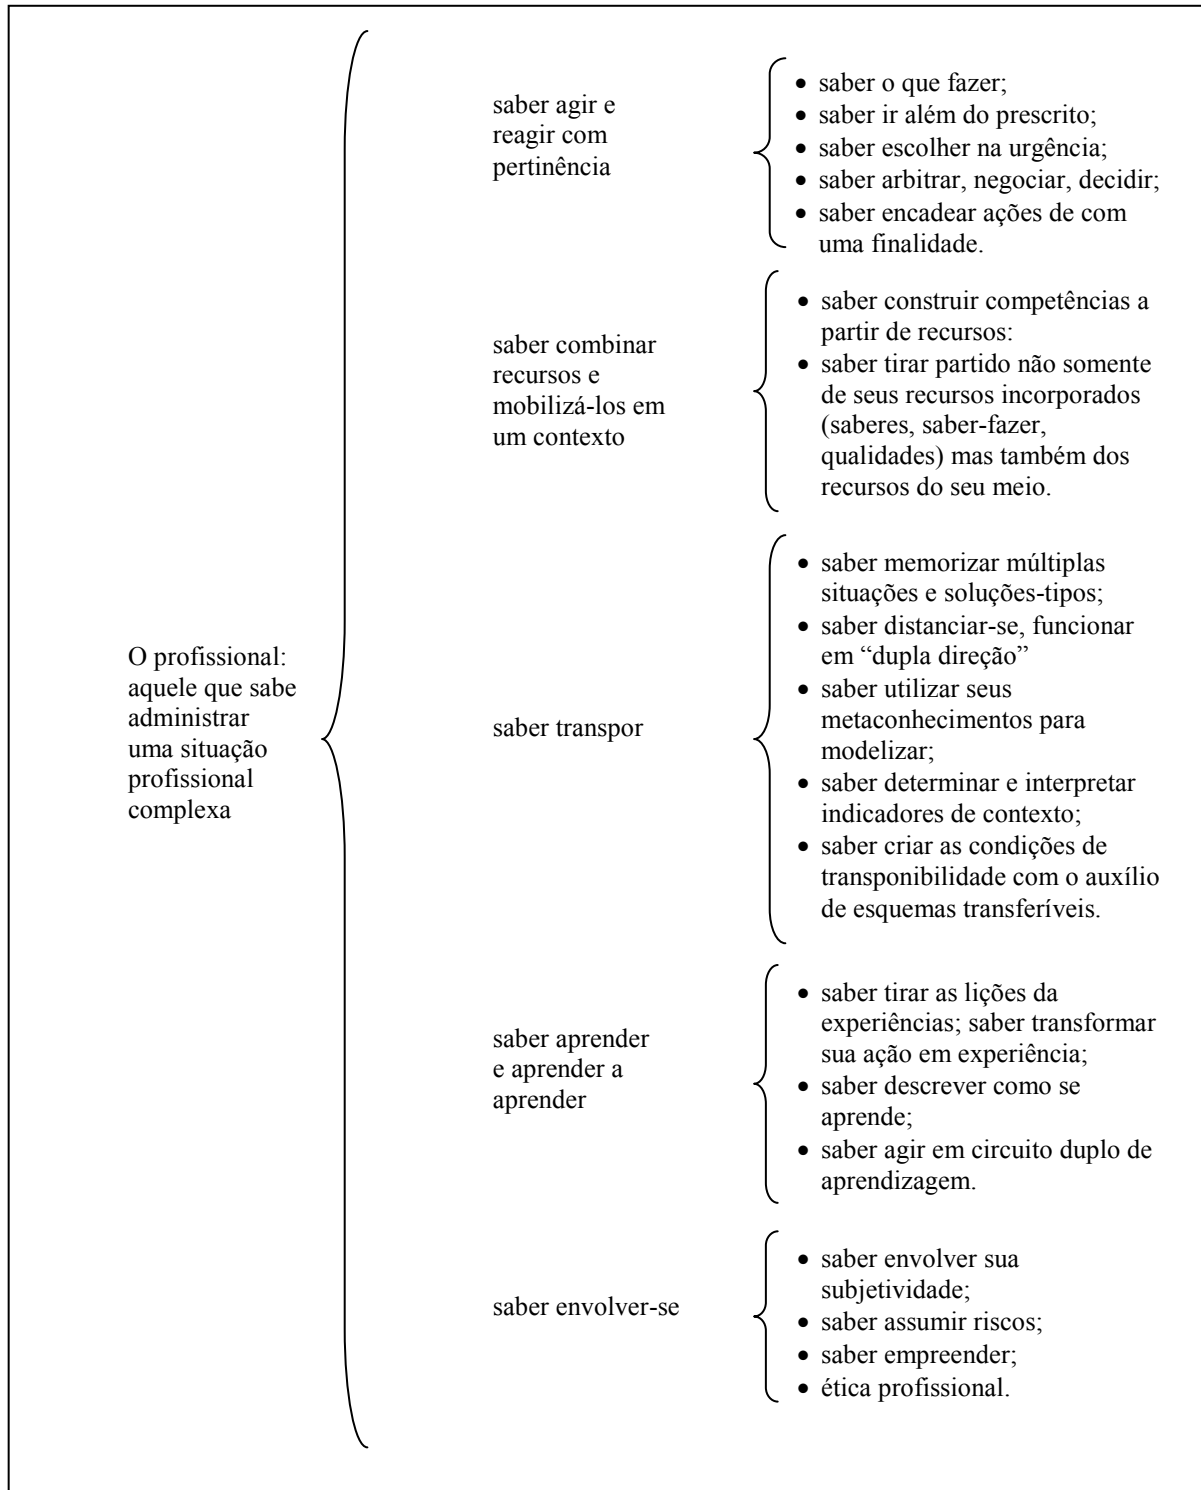 saber agir e
reagir com
pertinência
• saber o que fazer;
• saber ir além do prescrito;
• saber escolher na urgência;
• saber arbitrar, negociar, decidir;
• saber encadear ações de com
uma finalidade.
saber combinar
recursos e
mobilizá-los em
um contexto
• saber construir competências a
partir de recursos:
• saber tirar partido não somente
de seus recursos incorporados
(saberes, saber-fazer,
qualidades) mas também dos
recursos do seu meio.
O profissional:
aquele que sabe
administrar
uma situação
profissional
complexa
saber transpor
• saber memorizar múltiplas
situações e soluções-tipos;
• saber distanciar-se, funcionar
em “dupla direção”
• saber utilizar seus
metaconhecimentos para
modelizar;
• saber determinar e interpretar
indicadores de contexto;
• saber criar as condições de
transponibilidade com o auxílio
de esquemas transferíveis.
saber aprender
e aprender a
aprender
• saber tirar as lições da
experiências; saber transformar
sua ação em experiência;
• saber descrever como se
aprende;
• saber agir em circuito duplo de
aprendizagem.
saber envolver-se
• saber envolver sua
subjetividade;
• saber assumir riscos;
• saber empreender;
• ética profissional.